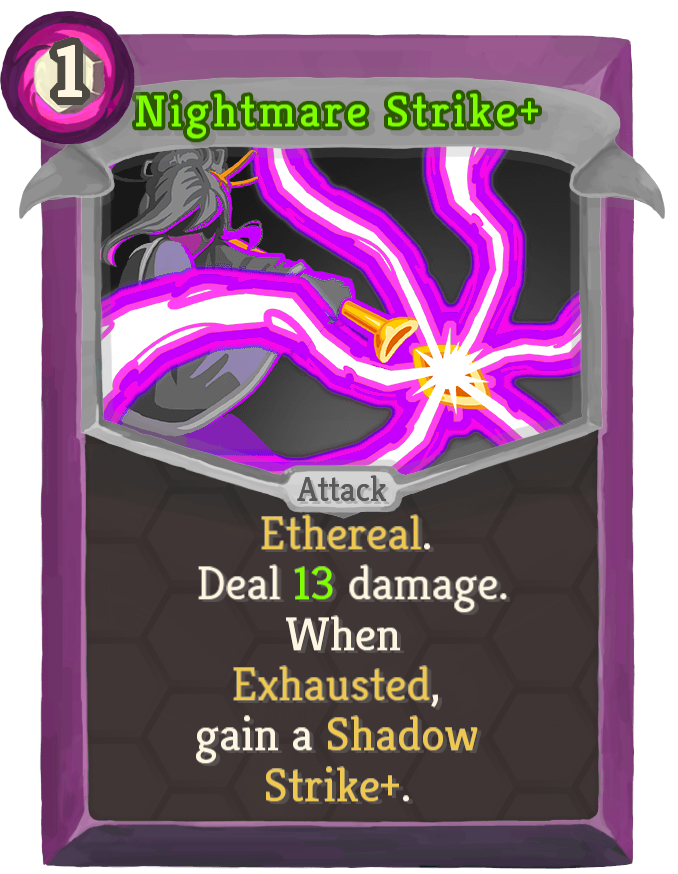 1
Nightmare Strike+
Attack
Ethereal.
Deal 13 damage.
When
Exhausted,
gain a Shadow
Strike+.